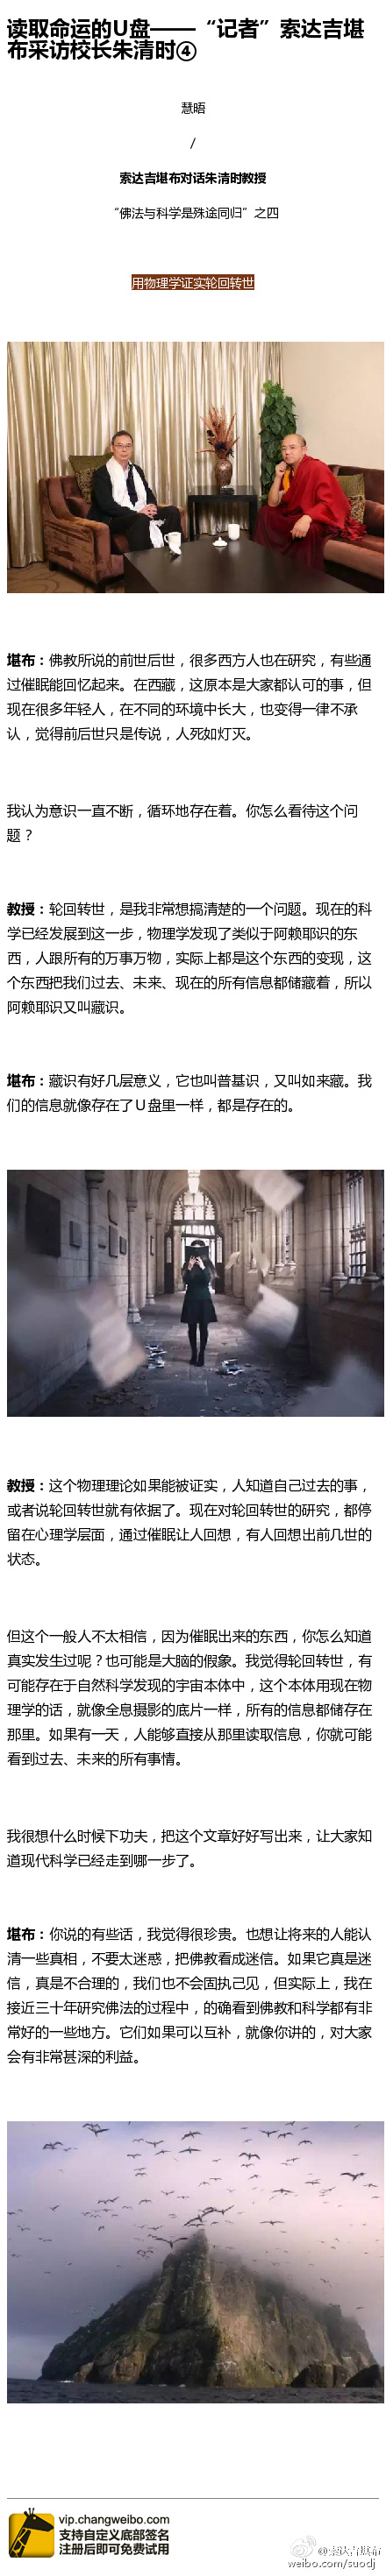 读取命运的U盘——“记者”索达吉堪
布采访校长朱清时④
慧晤
/
索达吉堪布对话朱清时教授
“佛法与科学是殊途同归”之四
用物理学证实轮回转世
堪布：佛教所说的前世后世，很多西方人也在研究，有些通
过催眠能回忆起来。在西藏，这原本是大家都认可的事，但
现在很多年轻人，在不同的环境中长大，也变得一律不承
认，觉得前后世只是传说，人死如灯灭。
我认为意识一直不断，循环地存在着。你怎么看待这个问
题？
教授：轮回转世，是我非常想搞清楚的一个问题。现在的科
学已经发展到这一步，物理学发现了类似于阿赖耶识的东
西，人跟所有的万事万物，实际上都是这个东西的变现，这
个东西把我们过去、未来、现在的所有信息都储藏着，所以
阿赖耶识又叫藏识。
堪布：藏识有好几层意义，它也叫普基识，又叫如来藏。我
们的信息就像存在了U盘里一样，都是存在的。
教授：这个物理理论如果能被证实，人知道自己过去的事，
或者说轮回转世就有依据了。现在对轮回转世的研究，都停
留在心理学层面，通过催眠让人回想，有人回想出前几世的
状态。
但这个一般人不太相信，因为催眠出来的东西，你怎么知道
真实发生过呢？也可能是大脑的假象。我觉得轮回转世，有
可能存在于自然科学发现的宇宙本体中，这个本体用现在物
理学的话，就像全息摄影的底片一样，所有的信息都储存在
那里。如果有一天，人能够直接从那里读取信息，你就可能
看到过去、未来的所有事情。
我很想什么时候下功夫，把这个文章好好写出来，让大家知
道现代科学已经走到哪一步了。
堪布：你说的有些话，我觉得很珍贵。也想让将来的人能认
清一些真相，不要太迷惑，把佛教看成迷信。如果它真是迷
信，真是不合理的，我们也不会固执己见，但实际上，我在
接近三十年研究佛法的过程中，的确看到佛教和科学都有非
常好的一些地方。它们如果可以互补，就像你讲的，对大家
会有非常甚深的利益。
vip.changweibo.com
支持自定义底部签名
注册后即可免费试用
@索达吉堪布
weibo.com/suodj